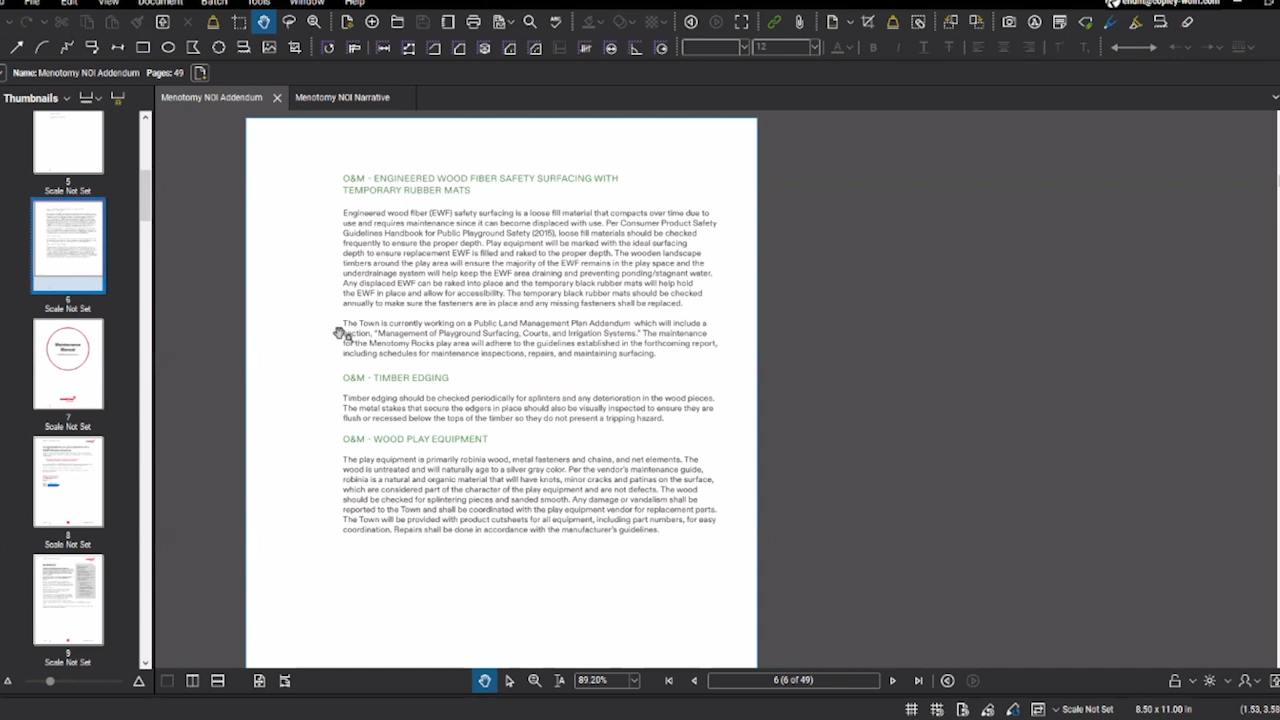 File Edit View Document Batch Tools Window Help
12
Name: Menotomy NOI Addendum Pages: 49
Thumbnails
Menotomy NOI Addendum
Menotomy NOI Narrative
5
Scale Not Set
6
Scale Not Set
Maintenance
Manual
7
Scale Not Set
8
Scale Not Set
9
Scale Not Set
O&M - ENGINEERED WOOD FIBER SAFETY SURFACING WITH
TEMPORARY RUBBER MATS
Engineered wood fiber (EWF) safety surfacing is a loose fill material that compacts over time due to
use and requires maintenance since it can become displaced with use. Per Consumer Product Safety
Guidelines Handbook for Public Playground Safety (2015), loose fill materials should be checked
frequently to ensure the proper depth. Play equipment will be marked with the ideal surfacing
depth to ensure replacement EWF is filled and raked to the proper depth. The wooden landscape
timbers around the play area will ensure the majority of the EWF remains in the play space and the
underdrainage system will help keep the EWF area draining and preventing ponding/stagnant water.
Any displaced EWF can be raked into place and the temporary black rubber mats will help hold
the EWF in place and allow for accessibility. The temporary black rubber mats should be checked
annually to make sure the fasteners are in place and any missing fasteners shall be replaced.
The Town is currently working on a Public Land Management Plan Addendum which will include a
section, “Management of Playground Surfacing, Courts, and Irrigation Systems.” The maintenance
for the Menotomy Rocks play area will adhere to the guidelines established in the forthcoming report,
including schedules for maintenance inspections, repairs, and maintaining surfacing.
O&M - TIMBER EDGING
Timber edging should be checked periodically for splinters and any deterioration in the wood pieces.
The metal stakes that secure the edgers in place should also be visually inspected to ensure they are
flush or recessed below the tops of the timber so they do not present a tripping hazard.
O&M - WOOD PLAY EQUIPMENT
The play equipment is primarily robinia wood, metal fasteners and chains, and net elements. The
wood is untreated and will naturally age to a silver gray color. Per the vendor’s maintenance guide,
robinia is a natural and organic material that will have knots, minor cracks and patinas on the surface,
which are considered part of the character of the play equipment and are not defects. The wood
should be checked for splintering pieces and sanded smooth. Any damage or vandalism shall be
reported to the Town and shall be coordinated with the play equipment vendor for replacement parts.
The Town will be provided with product cutsheets for all equipment, including part numbers, for easy
coordination. Repairs shall be done in accordance with the manufacturer’s guidelines.
89.20%
6 (6 of 49)
Scale Not Set
8.50 x 11.00 in